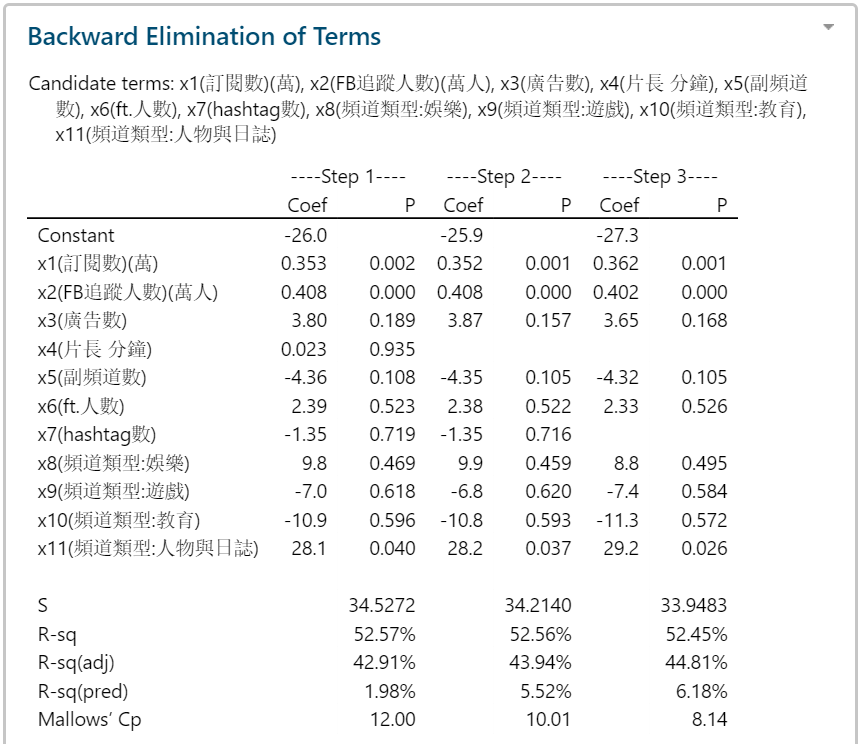 Backward Elimination of Terms
Candidate terms: x1(訂閱數)(萬), x2(FB追蹤人數)(萬人), x3(廣告數), x4(片長 分鐘), x5(副頻道
數), x6(ft.人數), x7(hashtag數), x8(頻道類型:娛樂), x9(頻道類型:遊戲), x10(頻道類型:教育),
x11(頻道類型:人物與日誌)
----Step 1---- ----Step 2---- ----Step 3----
Coef P Coef P Coef P
Constant -26.0 -25.9 -27.3
x1(訂閱數)(萬) 0.353 0.002 0.352 0.001 0.362 0.001
x2(FB追蹤人數)(萬人) 0.408 0.000 0.408 0.000 0.402 0.000
x3(廣告數) 3.80 0.189 3.87 0.157 3.65 0.168
x4(片長 分鐘) 0.023 0.935
x5(副頻道數) -4.36 0.108 -4.35 0.105 -4.32 0.105
x6(ft.人數) 2.39 0.523 2.38 0.522 2.33 0.526
x7(hashtag數) -1.35 0.719 -1.35 0.716
x8(頻道類型:娛樂) 9.8 0.469 9.9 0.459 8.8 0.495
x9(頻道類型:遊戲) -7.0 0.618 -6.8 0.620 -7.4 0.584
x10(頻道類型:教育) -10.9 0.596 -10.8 0.593 -11.3 0.572
x11(頻道類型:人物與日誌) 28.1 0.040 28.2 0.037 29.2 0.026
S 34.5272 34.2140 33.9483
R-sq 52.57% 52.56% 52.45%
R-sq(adj) 42.91% 43.94% 44.81%
R-sq(pred) 1.98% 5.52% 6.18%
Mallows’ Cp 12.00 10.01 8.14